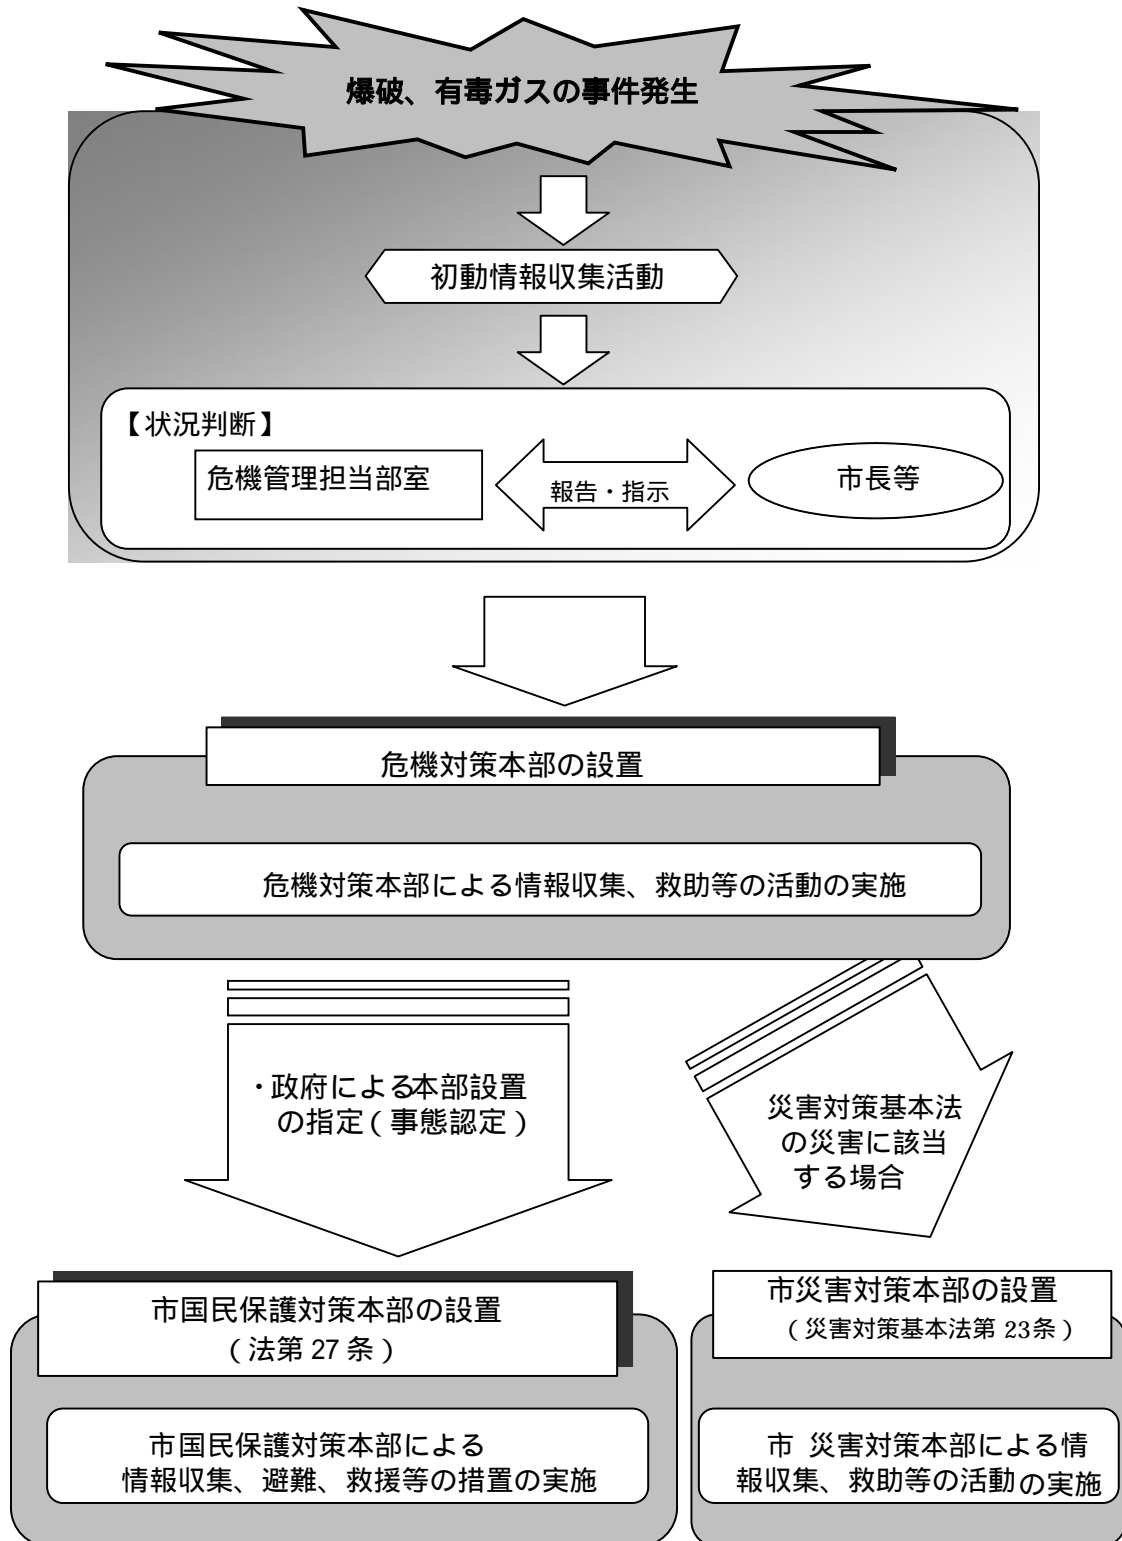 爆破、有毒ガスの事件発生
初動情報収集活動
【状況判断】
危機管理担当部室
報告・指示
市長等
危機対策本部の設置
危機対策本部による情報収集、救助等の活動の実施
・政府による本部設置
の指定（事態認定）
災害対策基本法
の災害に該当
する場合
市国民保護対策本部の設置
（法第 27 条）
市国民保護対策本部による
情報収集、避難、救援等の措置の実施
市災害対策本部の設置
（災害対策基本法第 23条）
市 災害対策本部による情
報収集、救助等の活動の実施